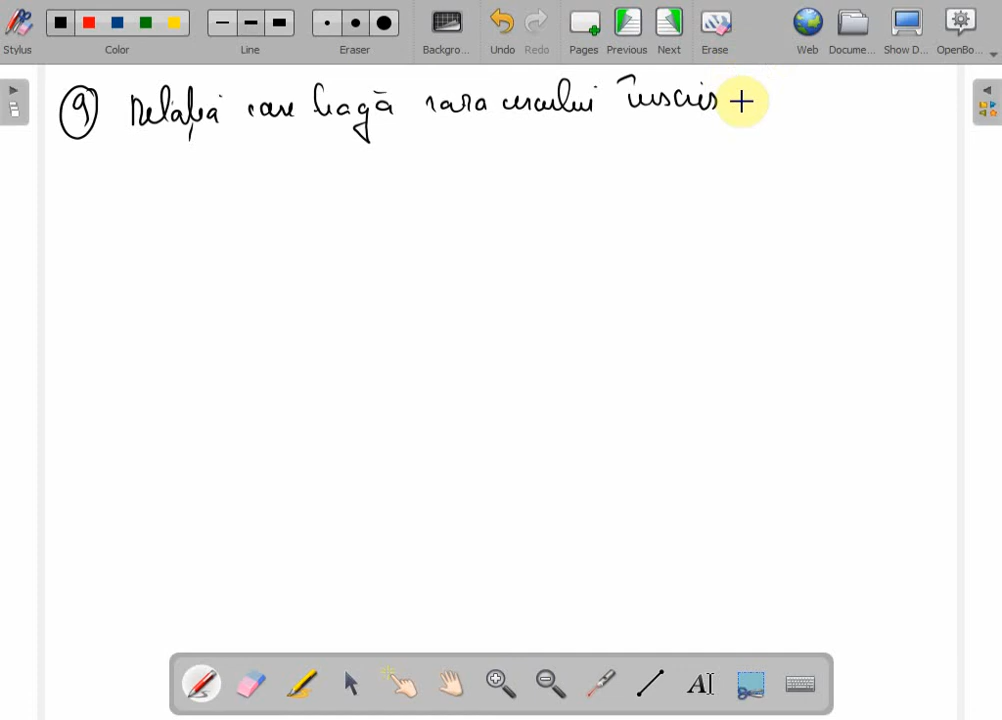 Stylus Color Line Eraser Backgro... Undo Redo Pages Previous Next Erase Web Docume... Show D... OpenBo...
9 Relația care leagă raza cercului înscris